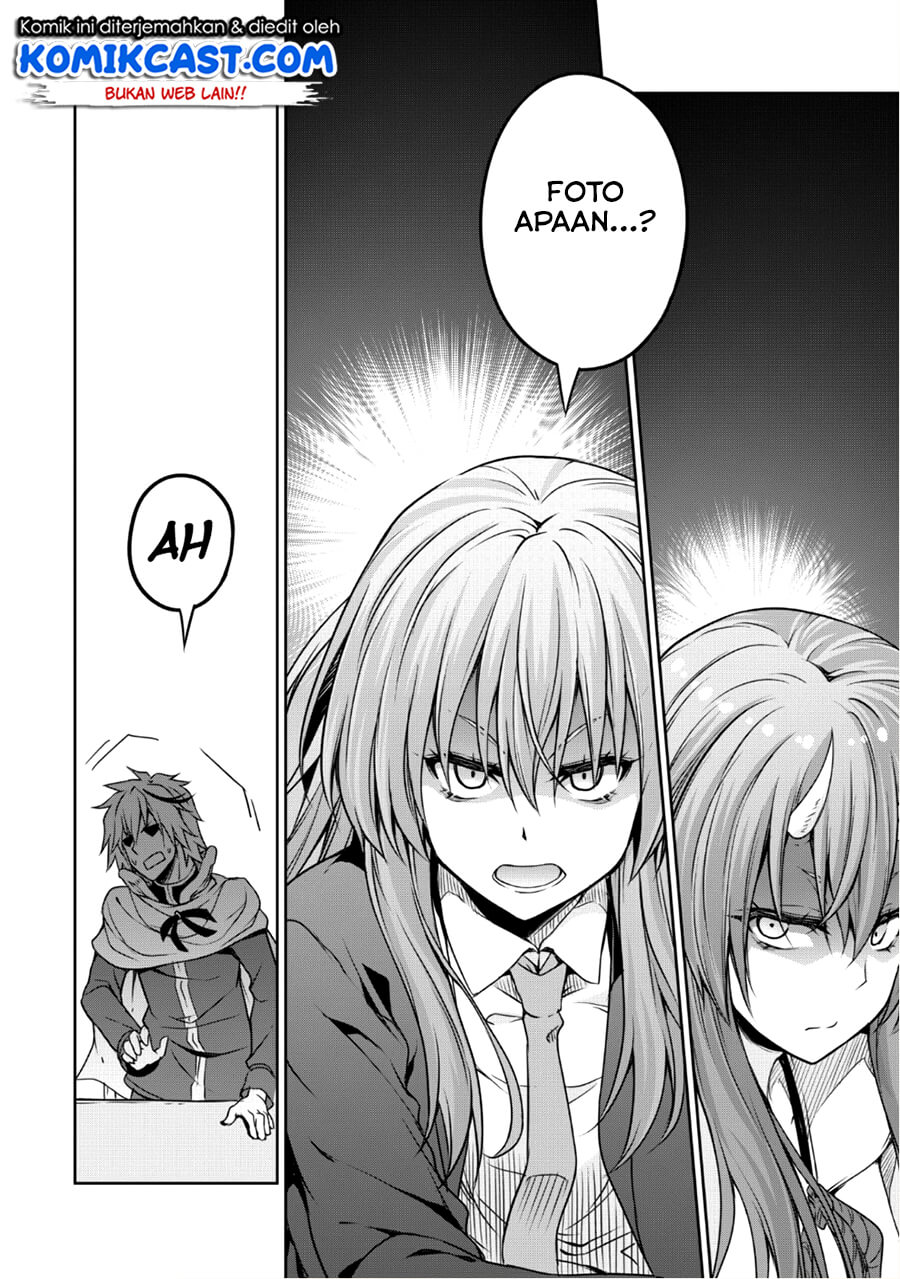 Komik ini diterjemahkan & diedit oleh
KOMIKCAST.COM
BUKAN WEB LAIN!!
FOTO
APAAN...?
AH